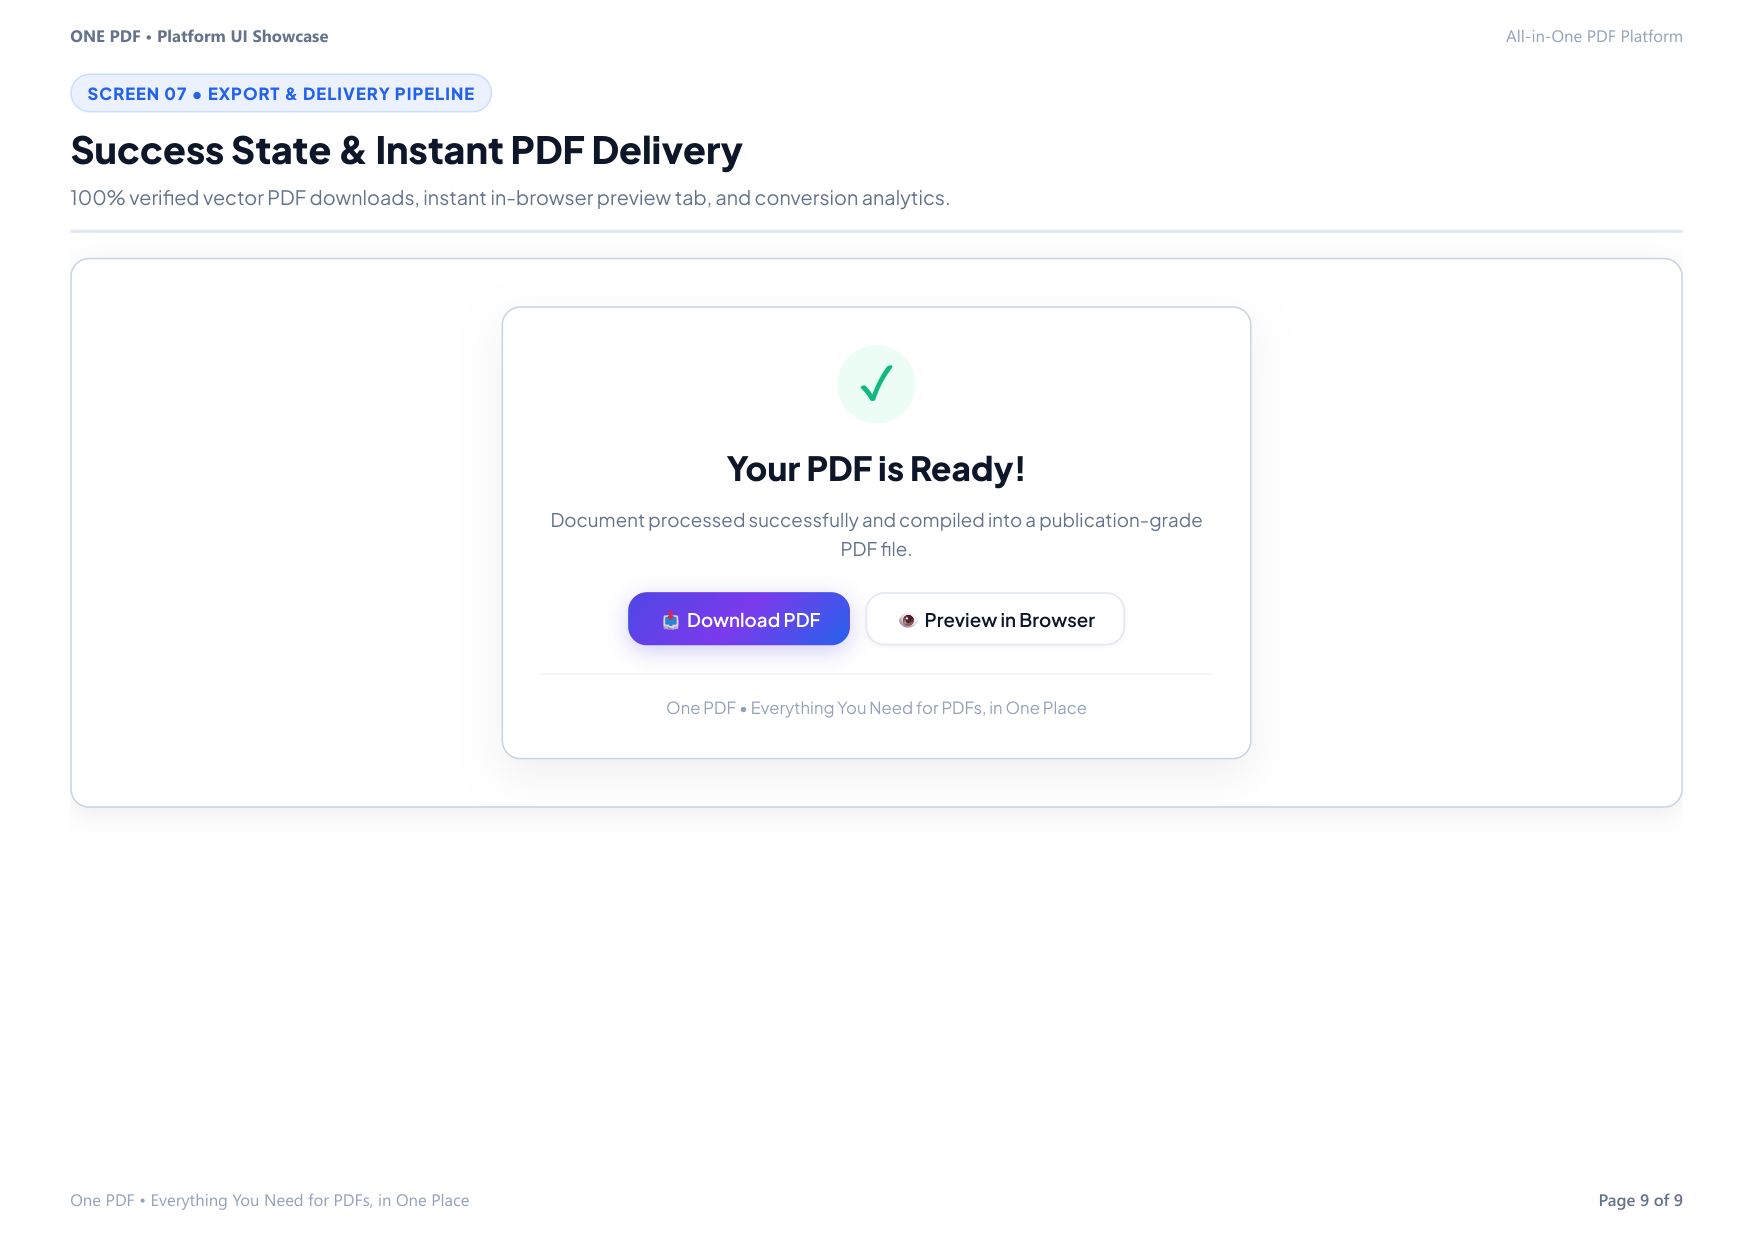 ONE PDF • Platform UI Showcase
All-in-One PDF Platform
SCREEN 07 ● EXPORT & DELIVERY PIPELINE
Success State & Instant PDF Delivery
100% verified vector PDF downloads, instant in-browser preview tab, and conversion analytics.
✓
Your PDF is Ready!
Document processed successfully and compiled into a publication-grade
PDF file.
📥 Download PDF
👁️ Preview in Browser
One PDF • Everything You Need for PDFs, in One Place
One PDF • Everything You Need for PDFs, in One Place
Page 9 of 9